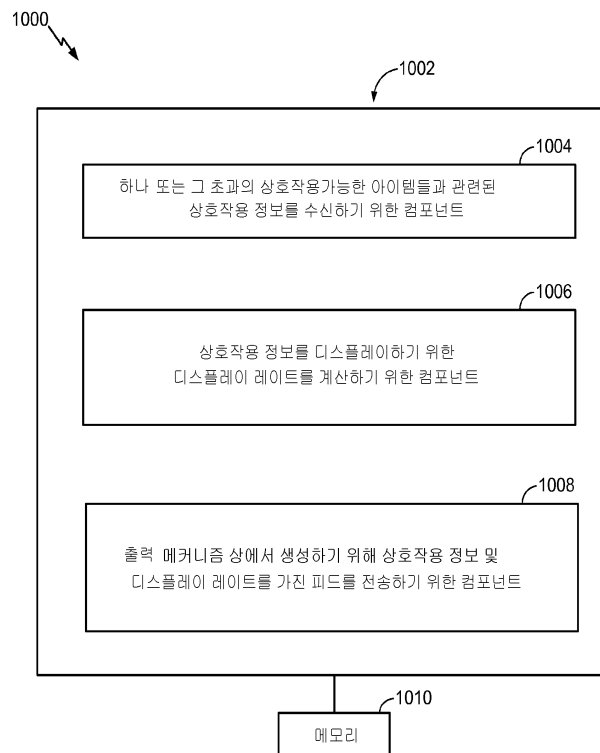 1000
1002
1004
하나 또는 그 초과의 상호작용가능한 아이템들과 관련된
상호작용 정보를 수신하기 위한 컴포넌트
1006
상호작용 정보를 디스플레이하기 위한
디스플레이 레이트를 계산하기 위한 컴포넌트
1008
출력 메커니즘 상에서 생성하기 위해 상호작용 정보 및
디스플레이 레이트를 가진 피드를 전송하기 위한 컴포넌트
1010
메모리